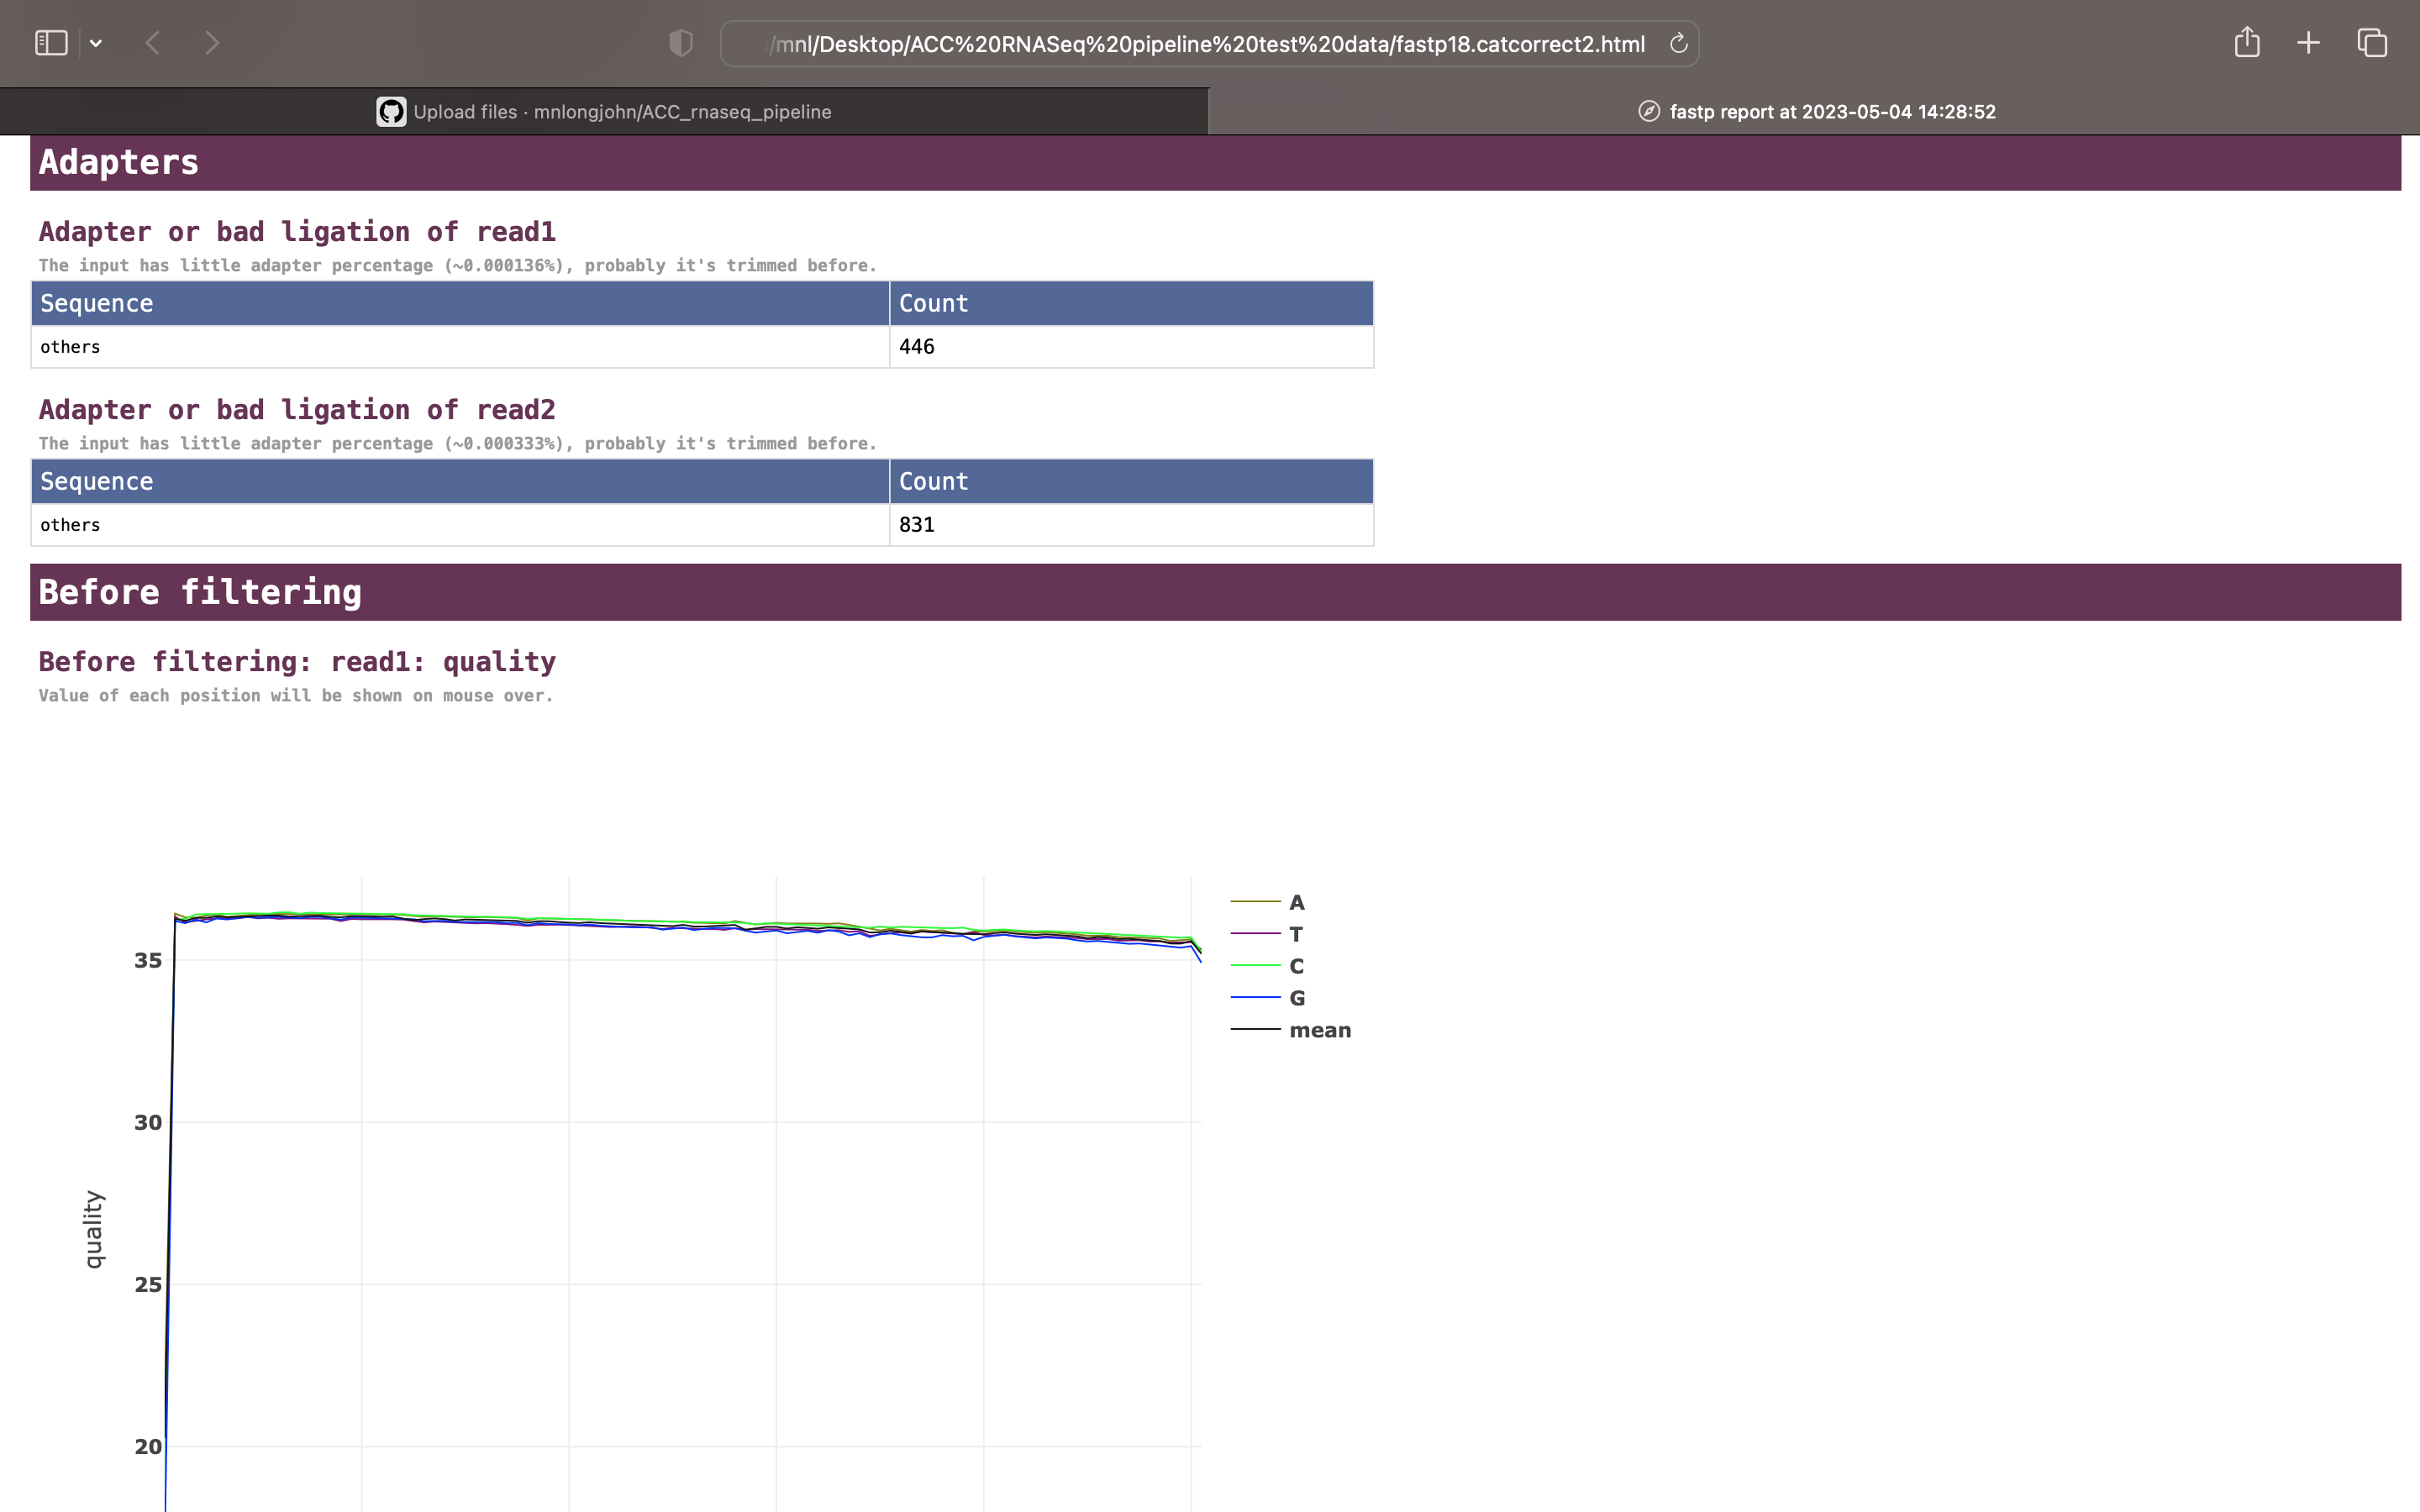 /mnl/Desktop/ACC%20RNASeq%20pipeline%20test%20data/fastp18.catcorrect2.html
Upload files · mnlongjohn/ACC_rnaseq_pipeline
fastp report at 2023-05-04 14:28:52
Adapters
Adapter or bad ligation of read1
The input has little adapter percentage (~0.000136%), probably it's trimmed before.
Sequence Count
others 446
Adapter or bad ligation of read2
The input has little adapter percentage (~0.000333%), probably it's trimmed before.
Sequence Count
others 831
Before filtering
Before filtering: read1: quality
Value of each position will be shown on mouse over.
A
T
C
G
mean
35
30
25
20
quality